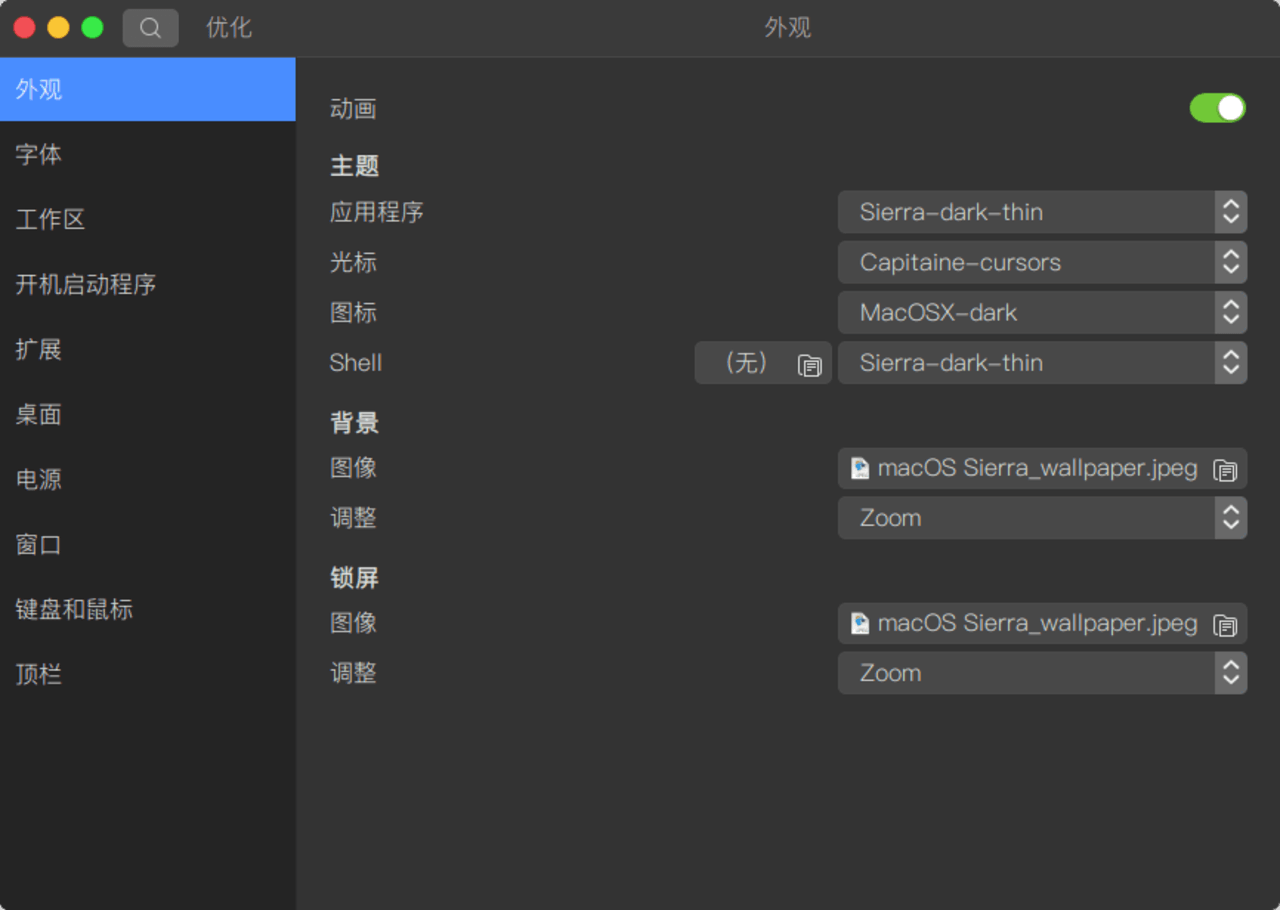 优化
外观
外观
字体
工作区
开机启动程序
扩展
桌面
电源
窗口
键盘和鼠标
顶栏
动画
主题
应用程序 Sierra-dark-thin
光标 Capitaine-cursors
图标 MacOSX-dark
Shell （无） Sierra-dark-thin
背景
图像 macOS Sierra_wallpaper.jpeg
调整 Zoom
锁屏
图像 macOS Sierra_wallpaper.jpeg
调整 Zoom